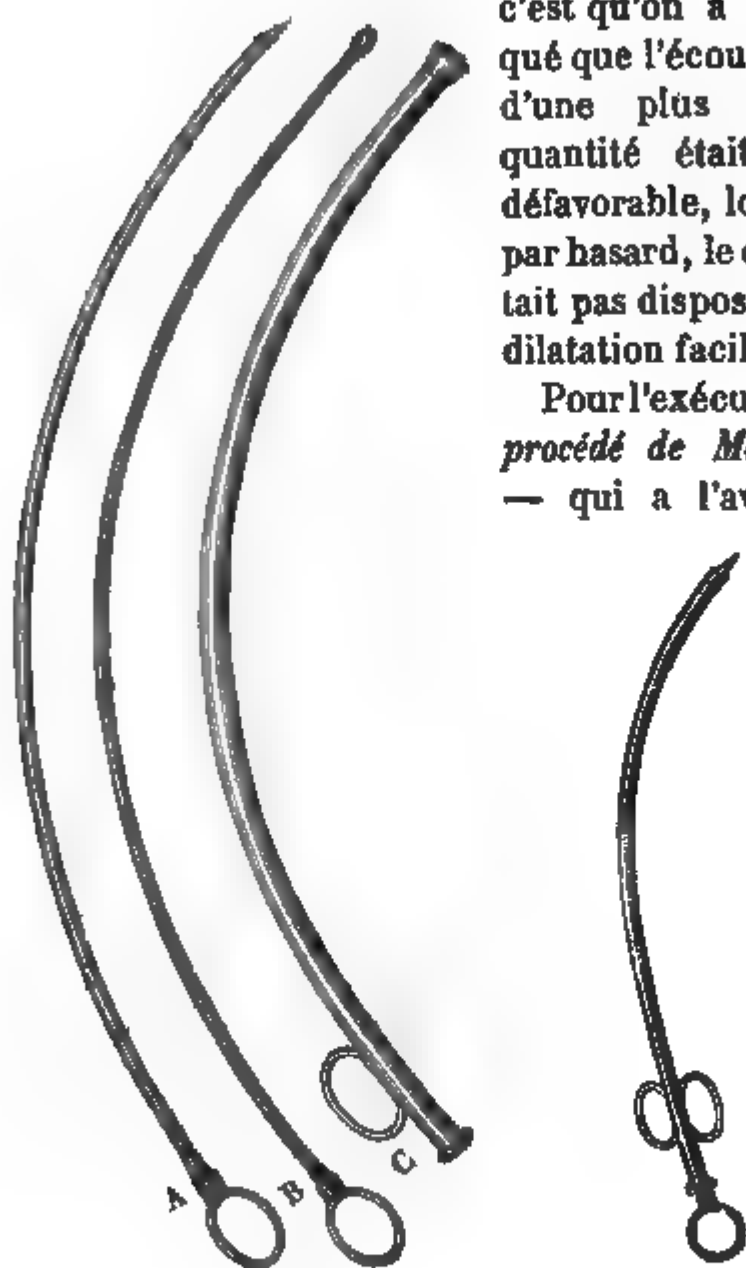 c'est qu'on a
qué que l'écou
d'une plus
quantité était
défavorable, lo
par hasard, le c
tait pas dispos
dilatation facil
Pour l'exécu
procédé de M
— qui a l'av
A B C